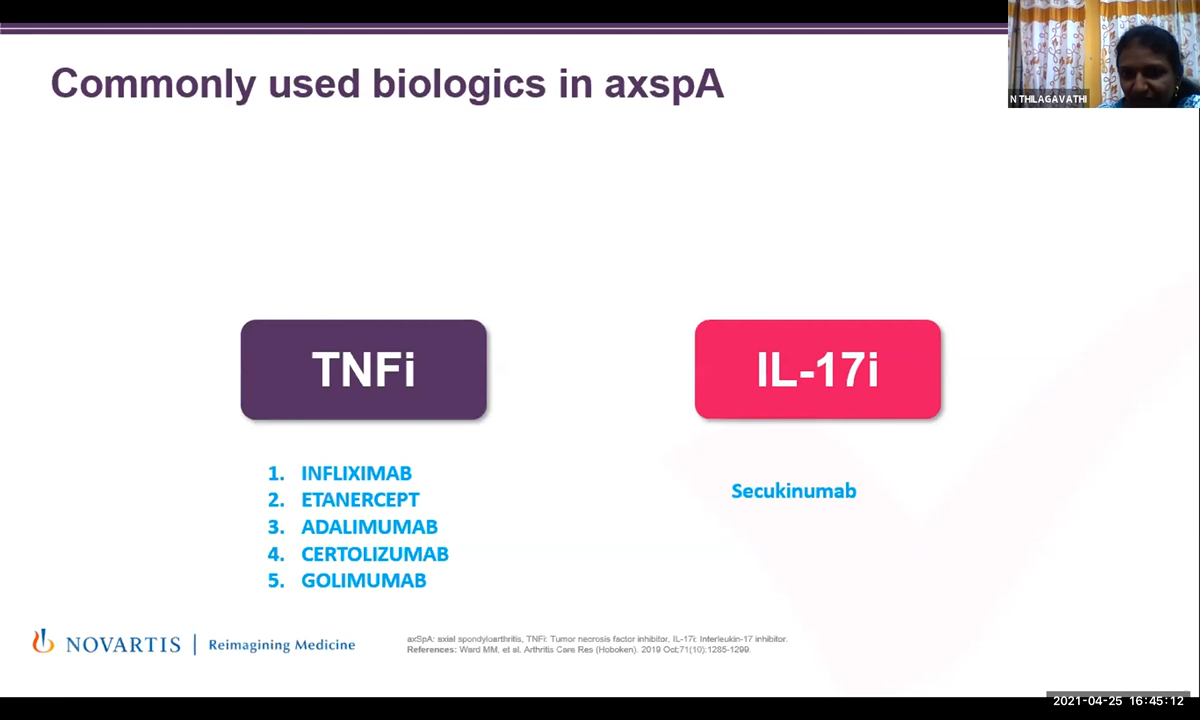 Commonly used biologics in axspA
N THILAGAVATHI
TNFi
IL-17i
1. INFLIXIMAB
2. ETANERCEPT
3. ADALIMUMAB
4. CERTOLIZUMAB
5. GOLIMUMAB
Secukinumab
NOVARTIS | Reimagining Medicine
axSpA: axial spondyloarthritis, TNFi: Tumor necrosis factor inhibitor, IL-17i: Interleukin-17 inhibitor.
References: Ward MM, et al. Arthritis Care Res (Hoboken). 2019 Oct;71(10):1285-1299.
2021-04-25 16:45:12